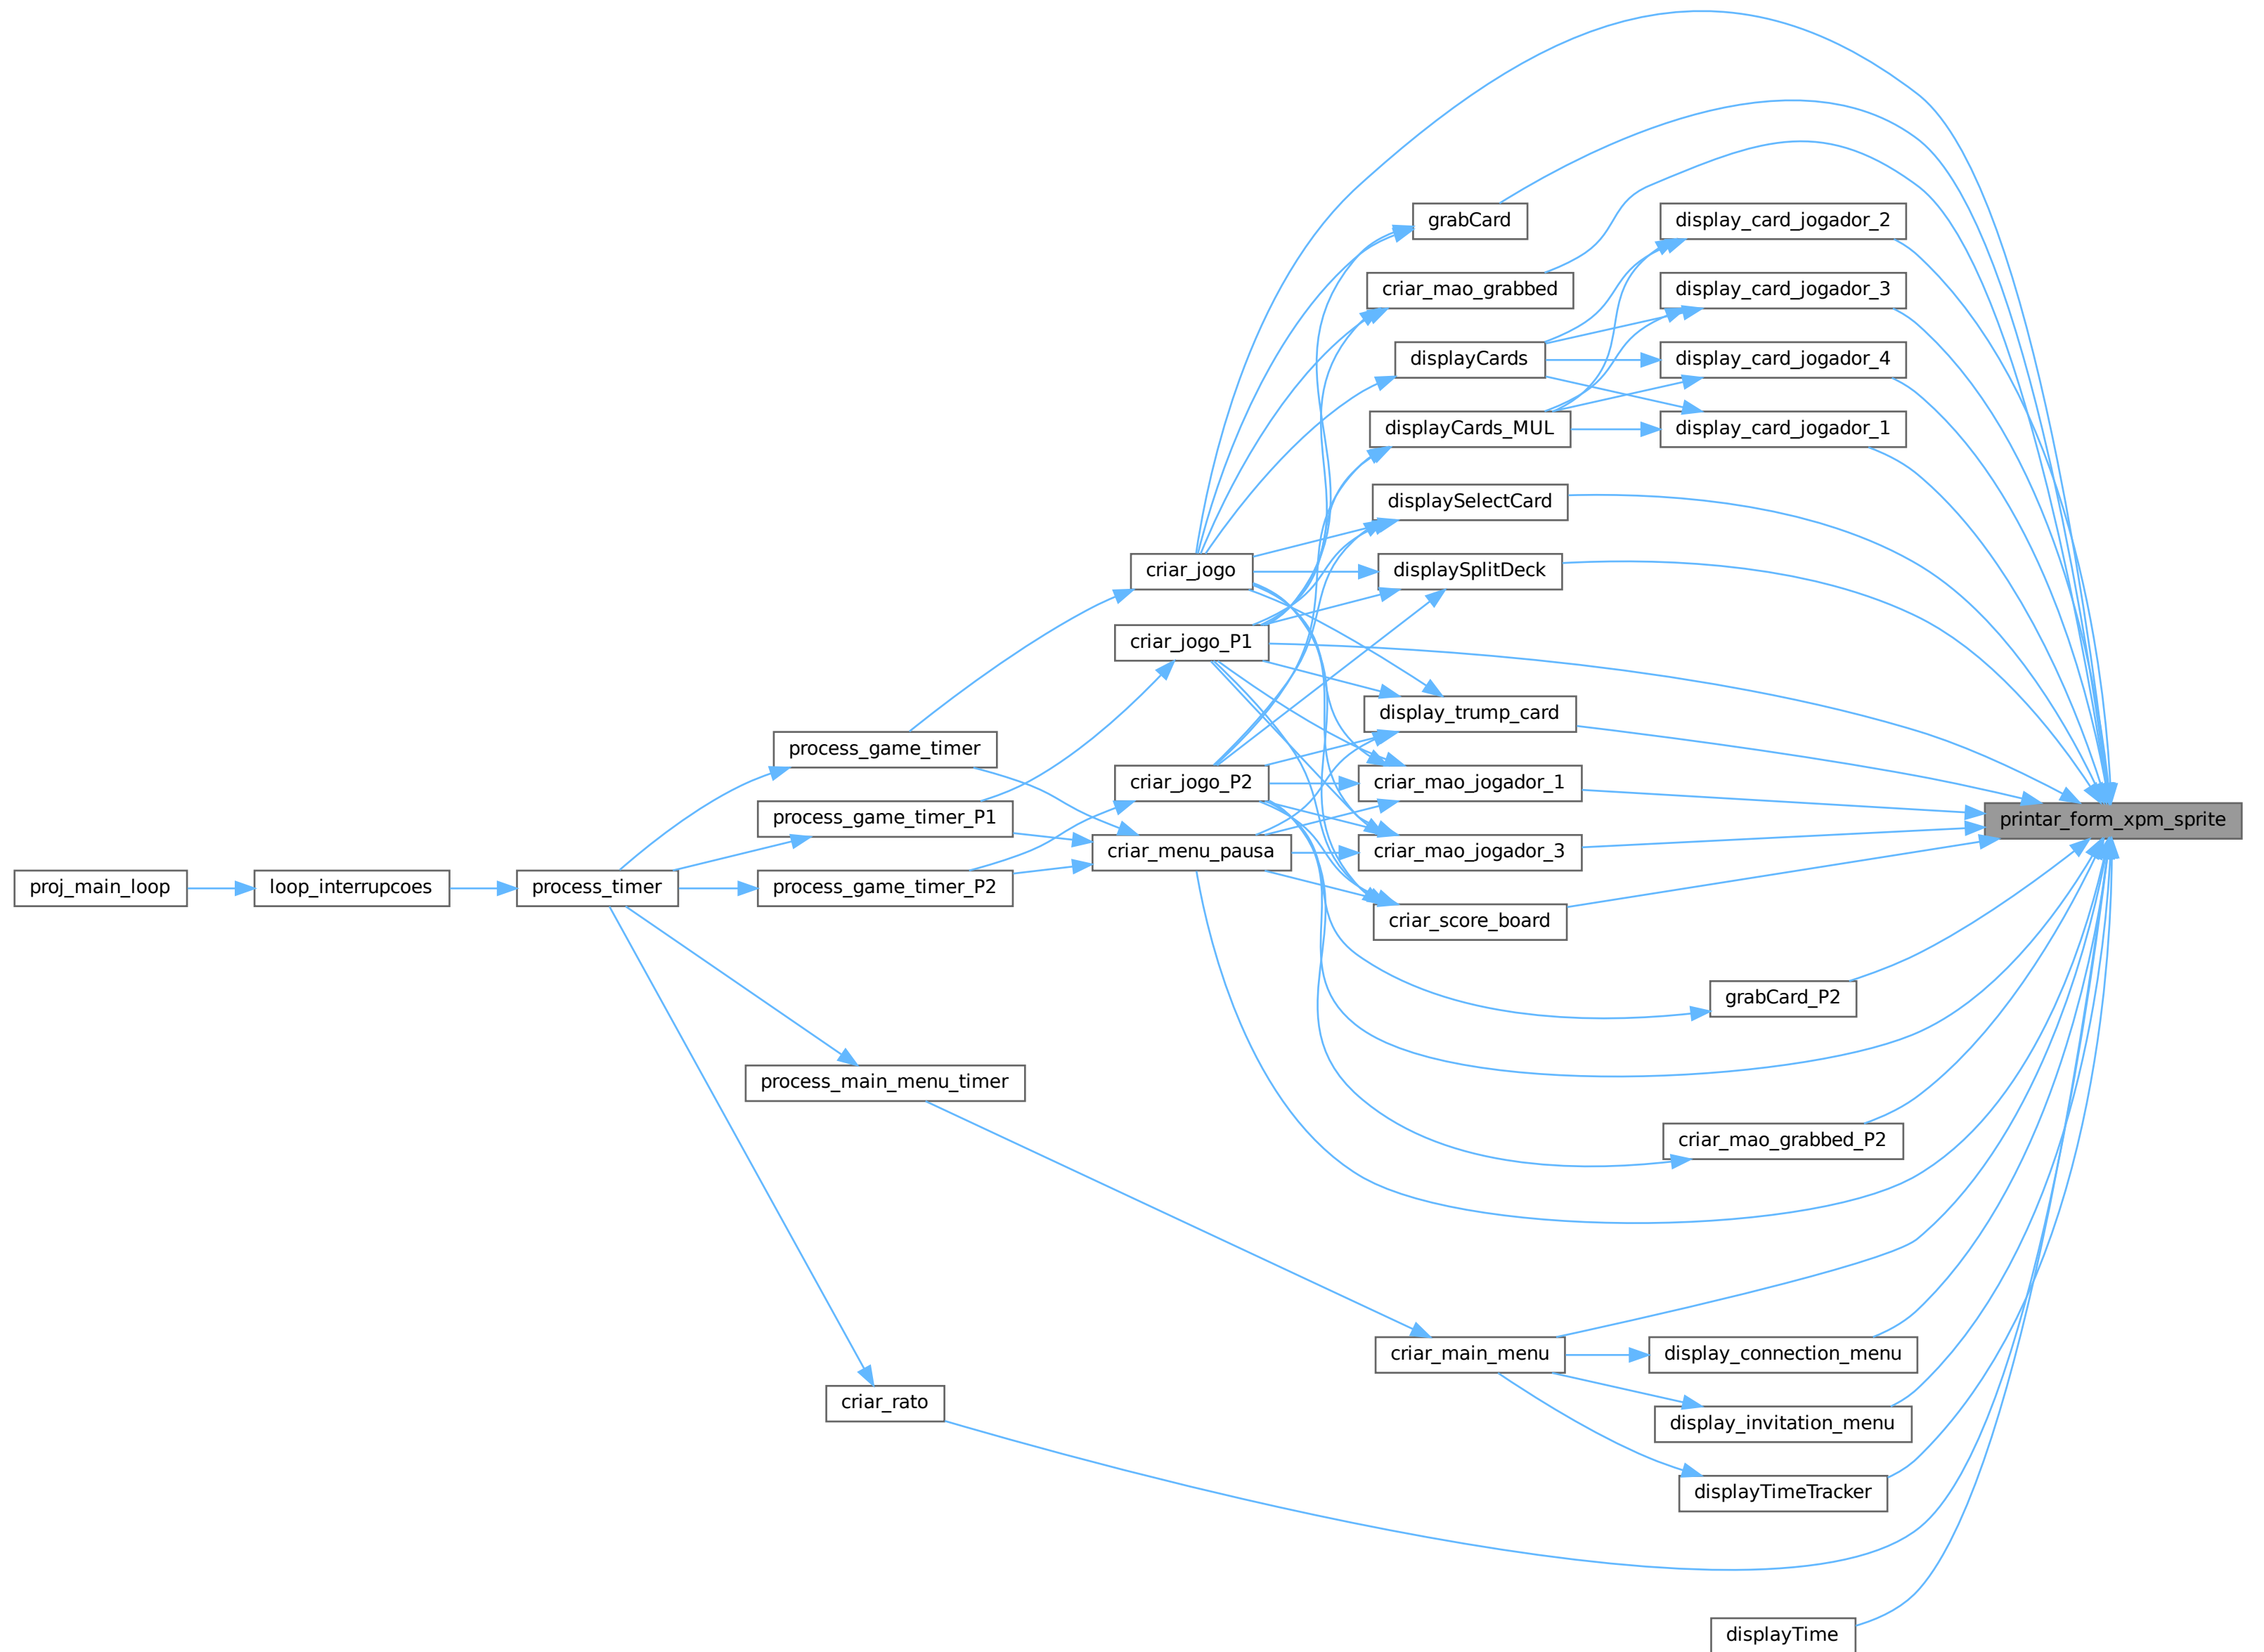 grabCard
display_card_jogador_2
criar_mao_grabbed
display_card_jogador_3
displayCards
display_card_jogador_4
displayCards_MUL
display_card_jogador_1
displaySelectCard
criar_jogo
displaySplitDeck
criar_jogo_P1
display_trump_card
process_game_timer
criar_jogo_P2
criar_mao_jogador_1
process_game_timer_P1
printar_form_xpm_sprite
criar_menu_pausa
criar_mao_jogador_3
proj_main_loop
loop_interrupcoes
process_timer
process_game_timer_P2
criar_score_board
grabCard_P2
process_main_menu_timer
criar_mao_grabbed_P2
criar_main_menu
display_connection_menu
criar_rato
display_invitation_menu
displayTimeTracker
displayTime